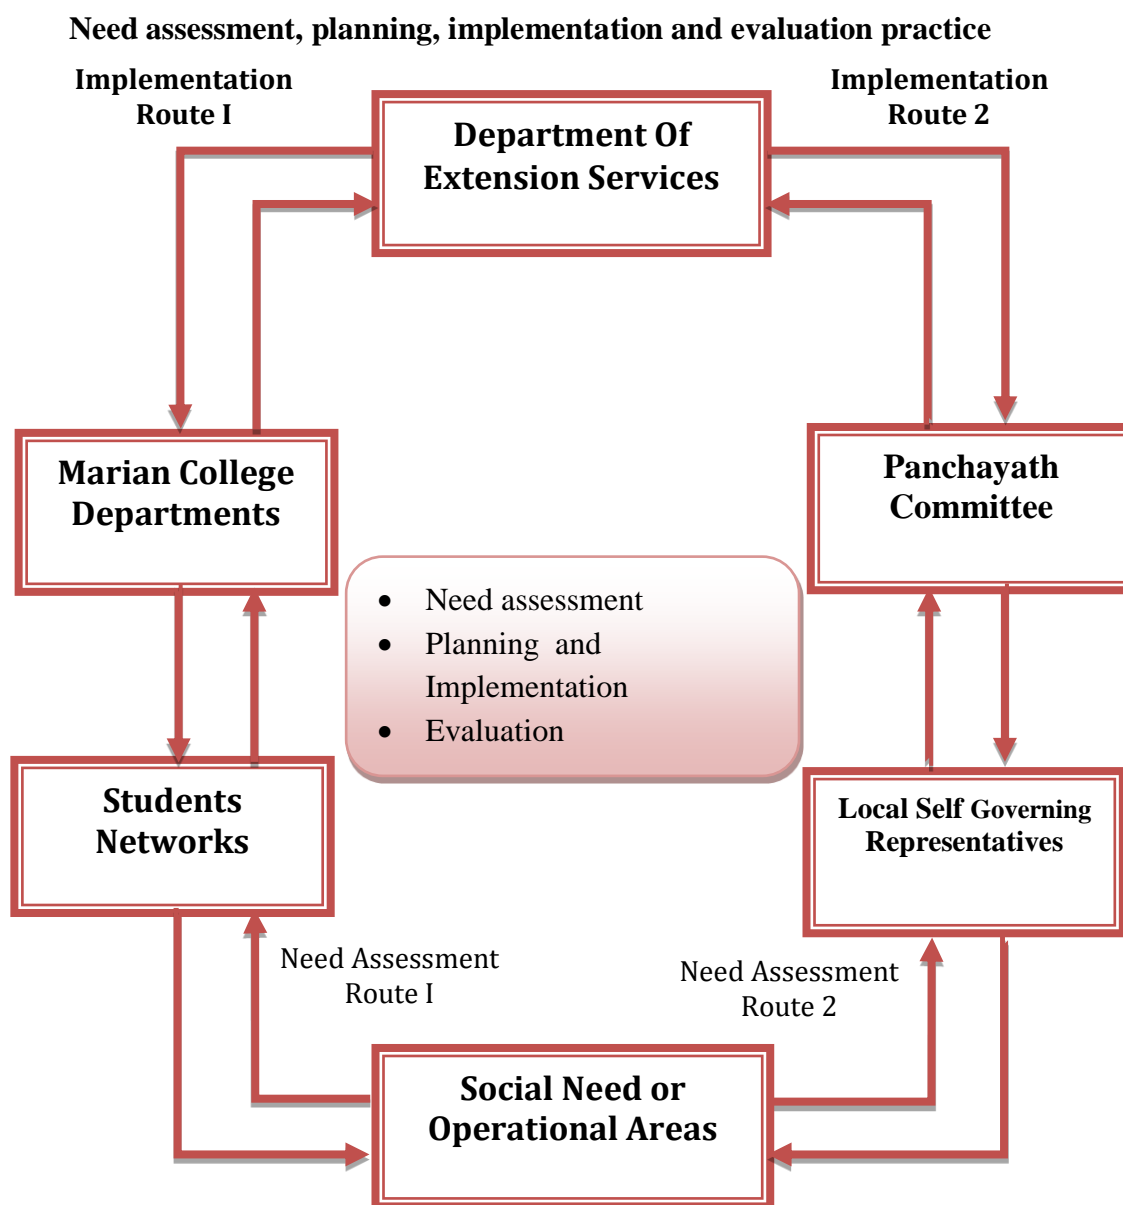 Need assessment, planning, implementation and evaluation practice
Implementation
Route I
Implementation
Route 2
Department Of
Extension Services
Marian College
Departments
Panchayath
Committee
• Need assessment
• Planning and
Implementation
• Evaluation
Students
Networks
Local Self Governing
Representatives
Need Assessment
Route I
Need Assessment
Route 2
Social Need or
Operational Areas